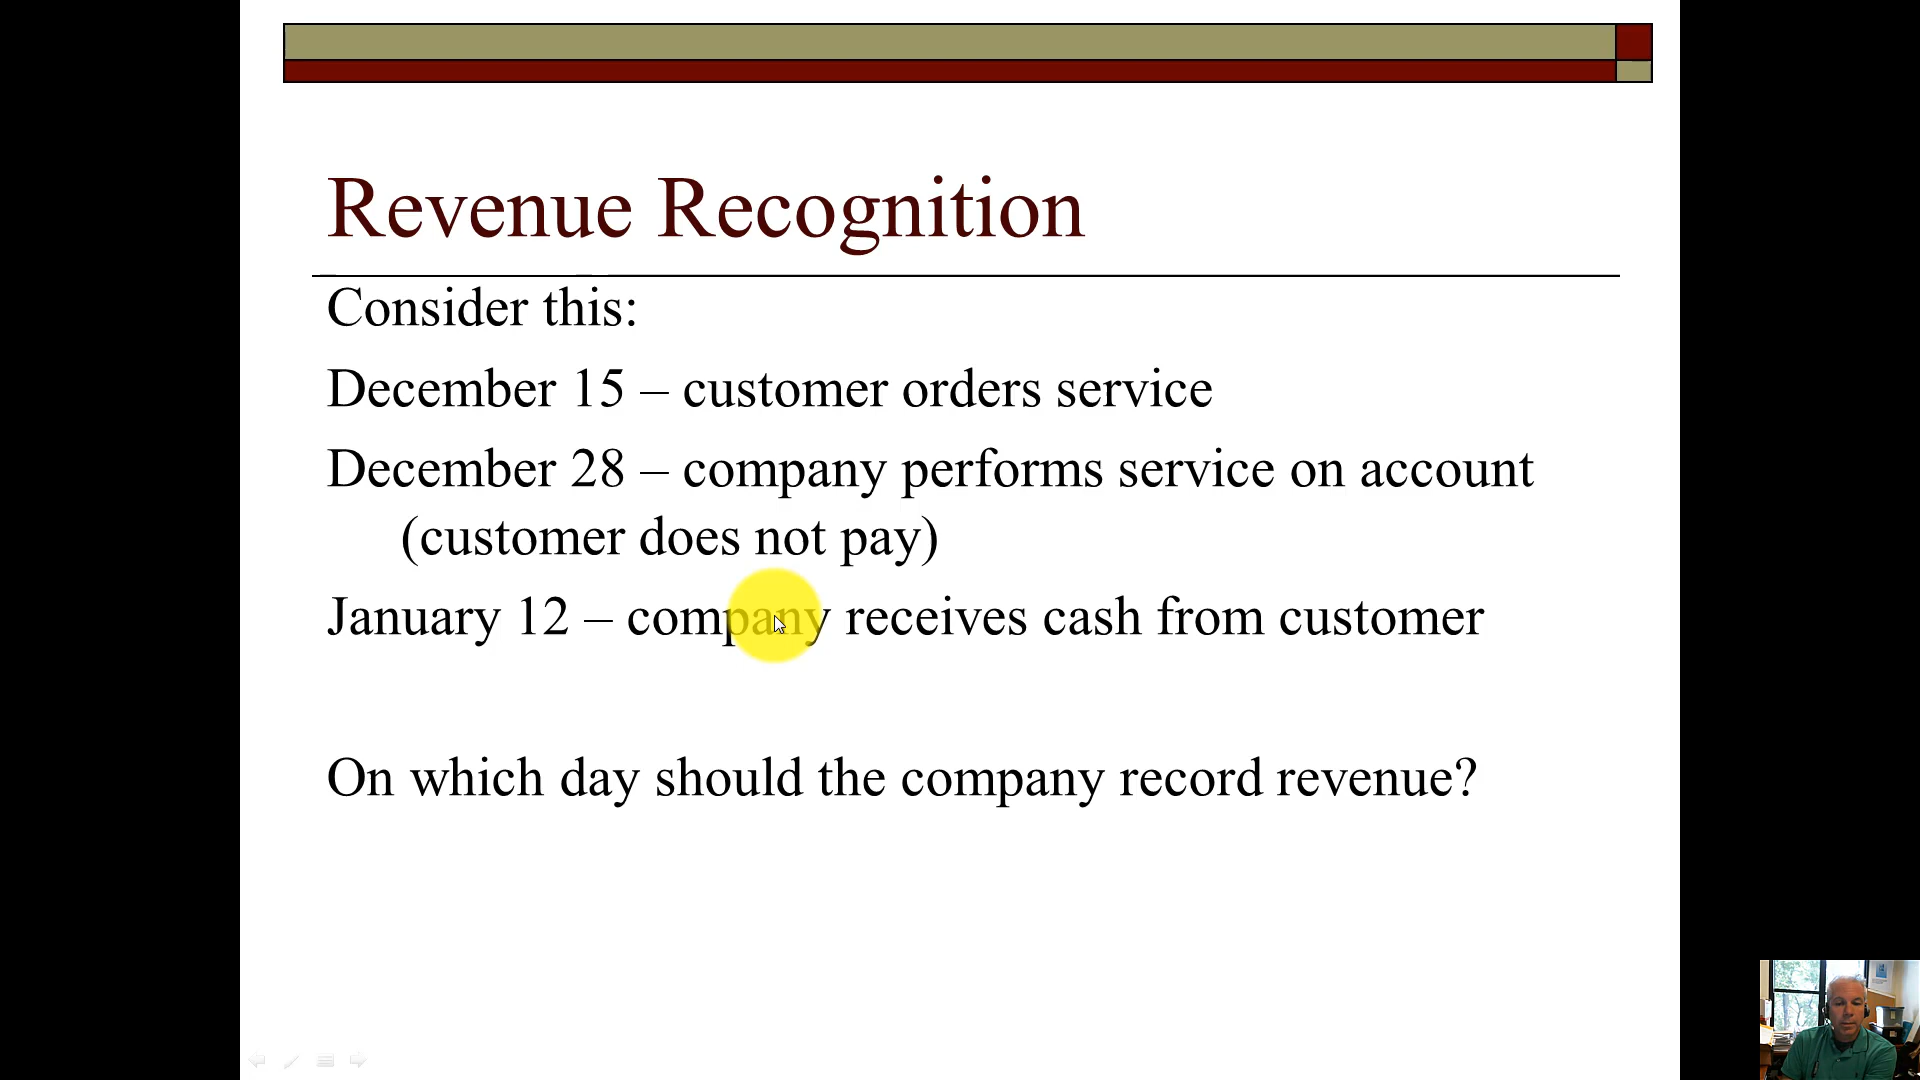 Revenue Recognition
Consider this:
December 15 – customer orders service
December 28 – company performs service on account
(customer does not pay)
January 12 – company receives cash from customer
On which day should the company record revenue?